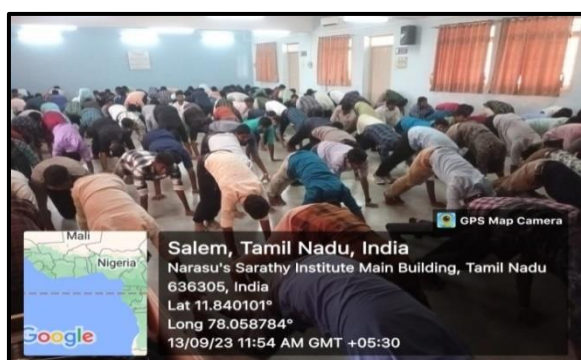 GPS Map Camera
Mali
Nigeria
Google
Salem, Tamil Nadu, India
Narasu's Sarathy Institute Main Building, Tamil Nadu
636305, India
Lat 11.840101°
Long 78.058784°
13/09/23 11:54 AM GMT +05:30